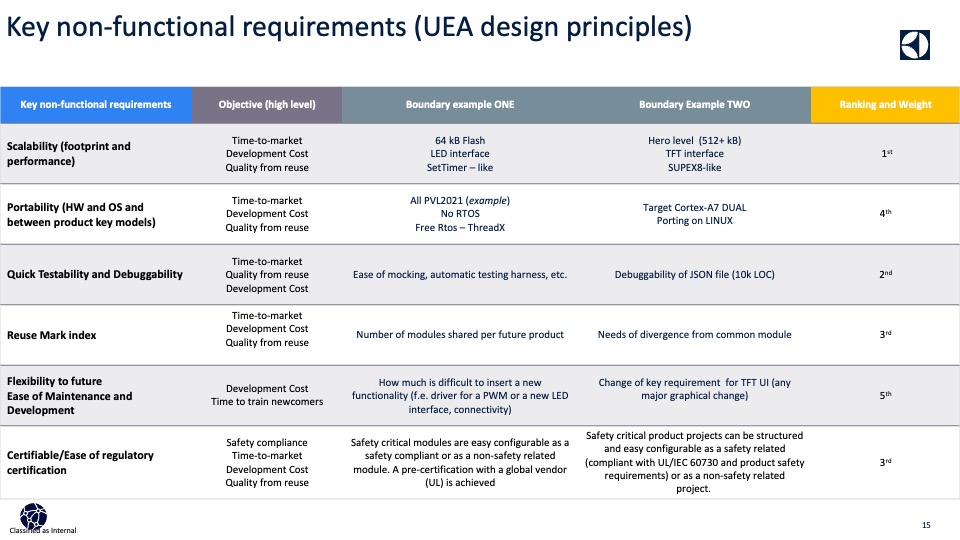 Key non-functional requirements (UEA design principles)
Key non-functional requirements
Objective (high level)
Boundary example ONE
Boundary Example TWO
Ranking and Weight
Scalability (footprint and
performance)
Time-to-market
Development Cost
Quality from reuse
64 kB Flash
LED interface
SetTimer – like
Hero level (512+ kB)
TFT interface
SUPEX8-like
1st
Portability (HW and OS and
between product key models)
Time-to-market
Development Cost
Quality from reuse
All PVL2021 (example)
No RTOS
Free Rtos – ThreadX
Target Cortex-A7 DUAL
Porting on LINUX
4th
Quick Testability and Debuggability
Time-to-market
Quality from reuse
Development Cost
Ease of mocking, automatic testing harness, etc.
Debuggability of JSON file (10k LOC)
2nd
Reuse Mark index
Time-to-market
Development Cost
Quality from reuse
Number of modules shared per future product
Needs of divergence from common module
3rd
Flexibility to future
Ease of Maintenance and
Development
Development Cost
Time to train newcomers
How much is difficult to insert a new
functionality (f.e. driver for a PWM or a new LED
interface, connectivity)
Change of key requirement for TFT UI (any
major graphical change)
5th
Certifiable/Ease of regulatory
certification
Safety compliance
Time-to-market
Development Cost
Quality from reuse
Safety critical modules are easy configurable as a
safety compliant or as a non-safety related
module. A pre-certification with a global vendor
(UL) is achieved
Safety critical product projects can be structured
and easy configurable as a safety related
(compliant with UL/IEC 60730 and product safety
requirements) or as a non-safety related
project.
3rd
Classified as Internal
15